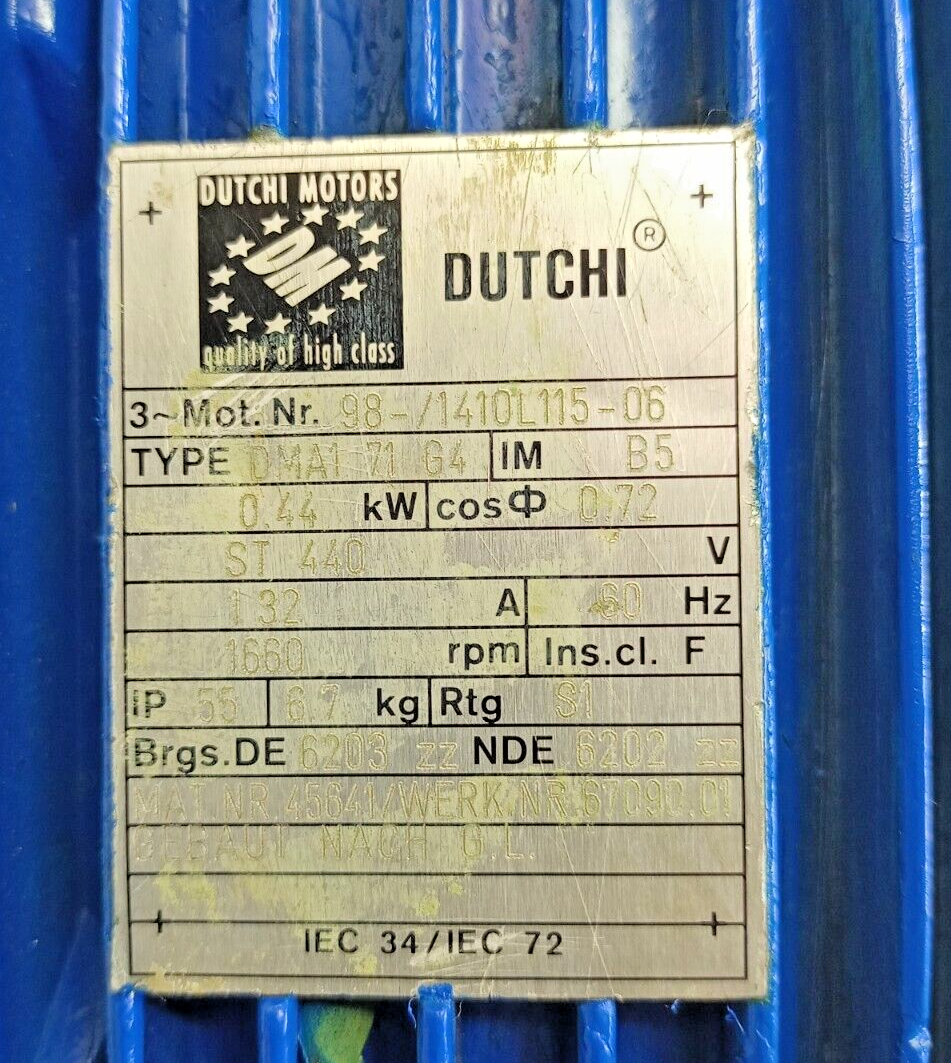 DUTCHI MOTORS
DM
quality of high class
DUTCHI ®
3~Mot. Nr. 98-/1410L115-06
TYPE DMA1 71 G4 IM B5
0.44 kW cosΦ 0.72
ST 440 V
1.32 A 60 Hz
1660 rpm Ins.cl. F
IP 55 6.7 kg Rtg S1
Brgs.DE 6203 ZZ NDE 6202 ZZ
MAT.NR.45641/WERK/NR.67090.01
GEBAUT NACH G.L.
IEC 34/IEC 72